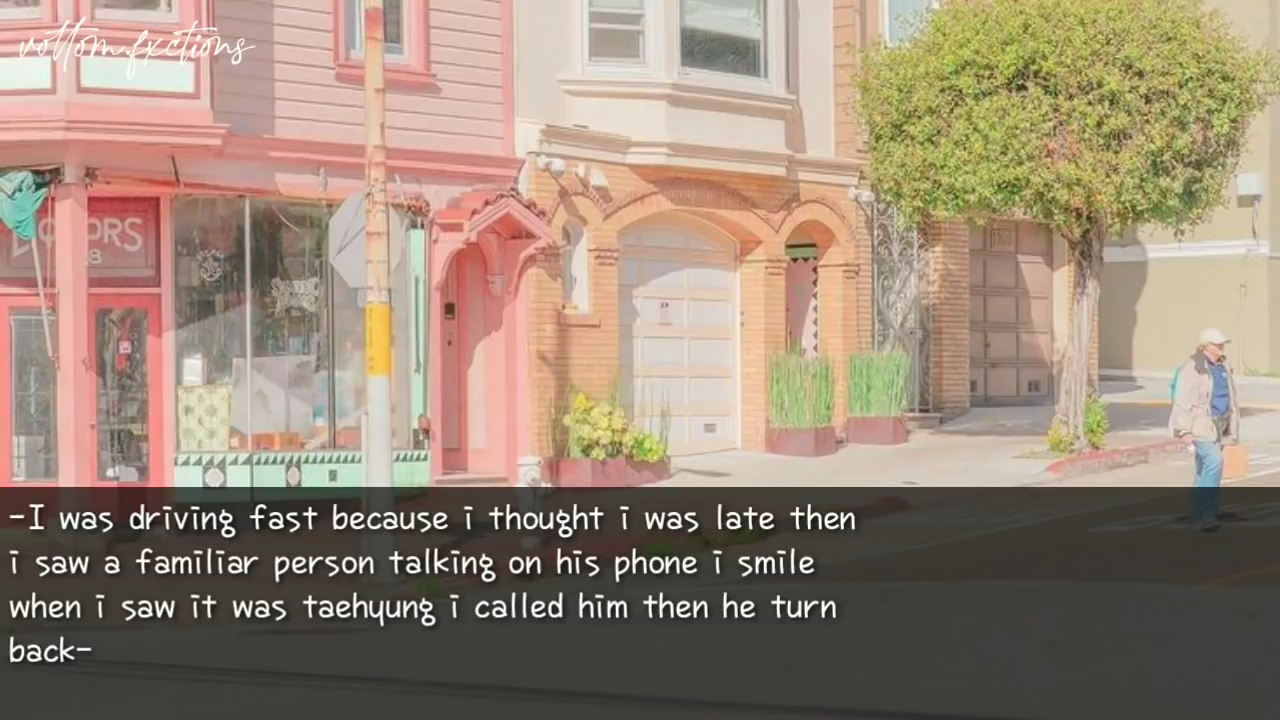 vottom.fxctions
-I was driving fast because i thought i was late then
i saw a familiar person talking on his phone i smile
when i saw it was taehyung i called him then he turn
back-